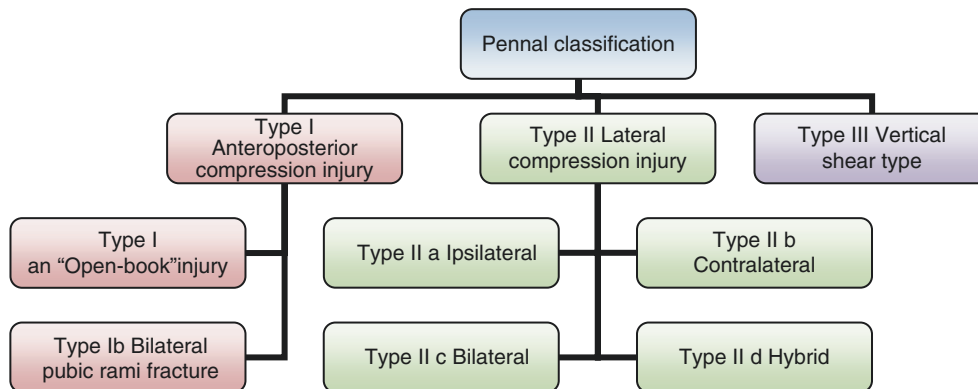 Pennal classification
Type I
Anteroposterior
compression injury
Type II Lateral
compression injury
Type III Vertical
shear type
Type I
an “Open-book”injury
Type II a Ipsilateral
Type II b
Contralateral
Type Ib Bilateral
pubic rami fracture
Type II c Bilateral
Type II d Hybrid